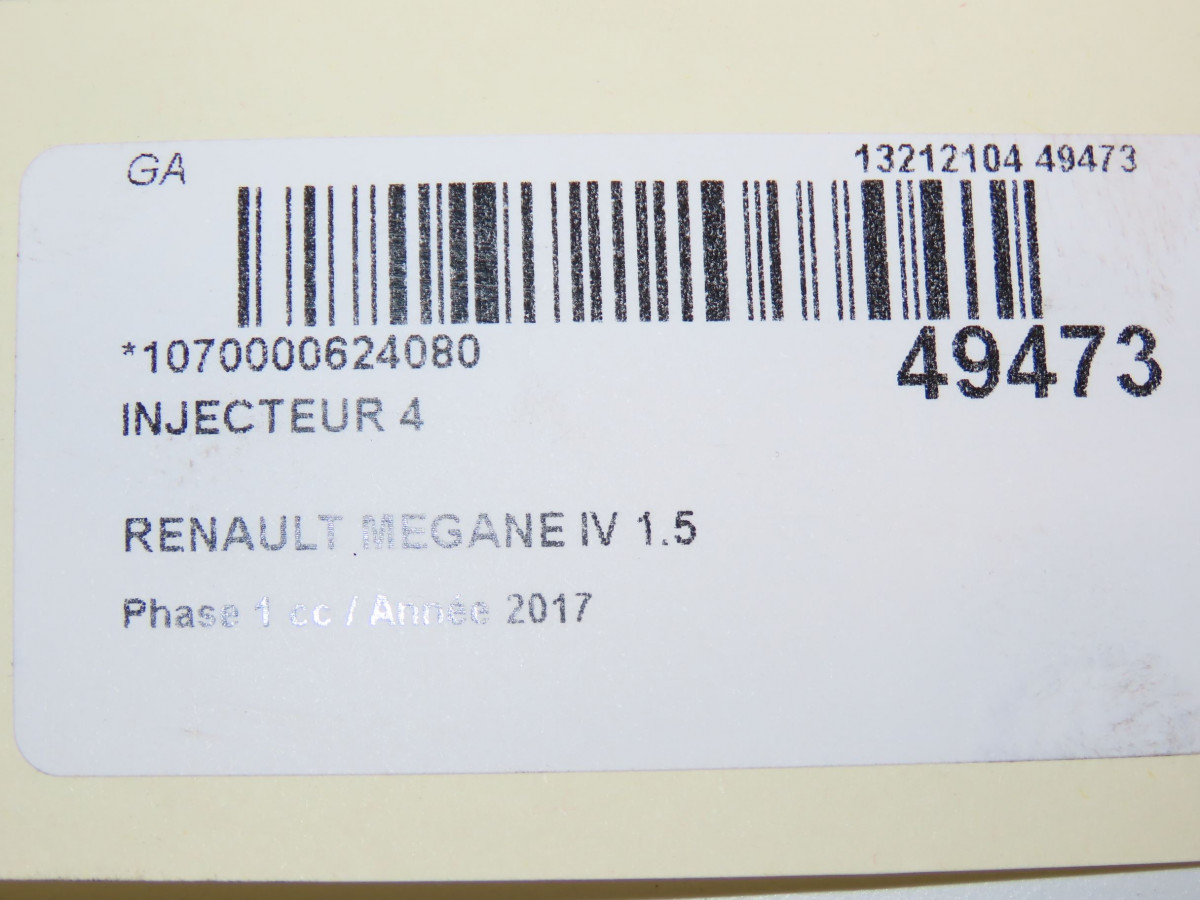 GA
13212104 49473
*1070000624080
49473
INJECTEUR 4
RENAULT MEGANE IV 1.5
Phase 1 cc / Année 2017